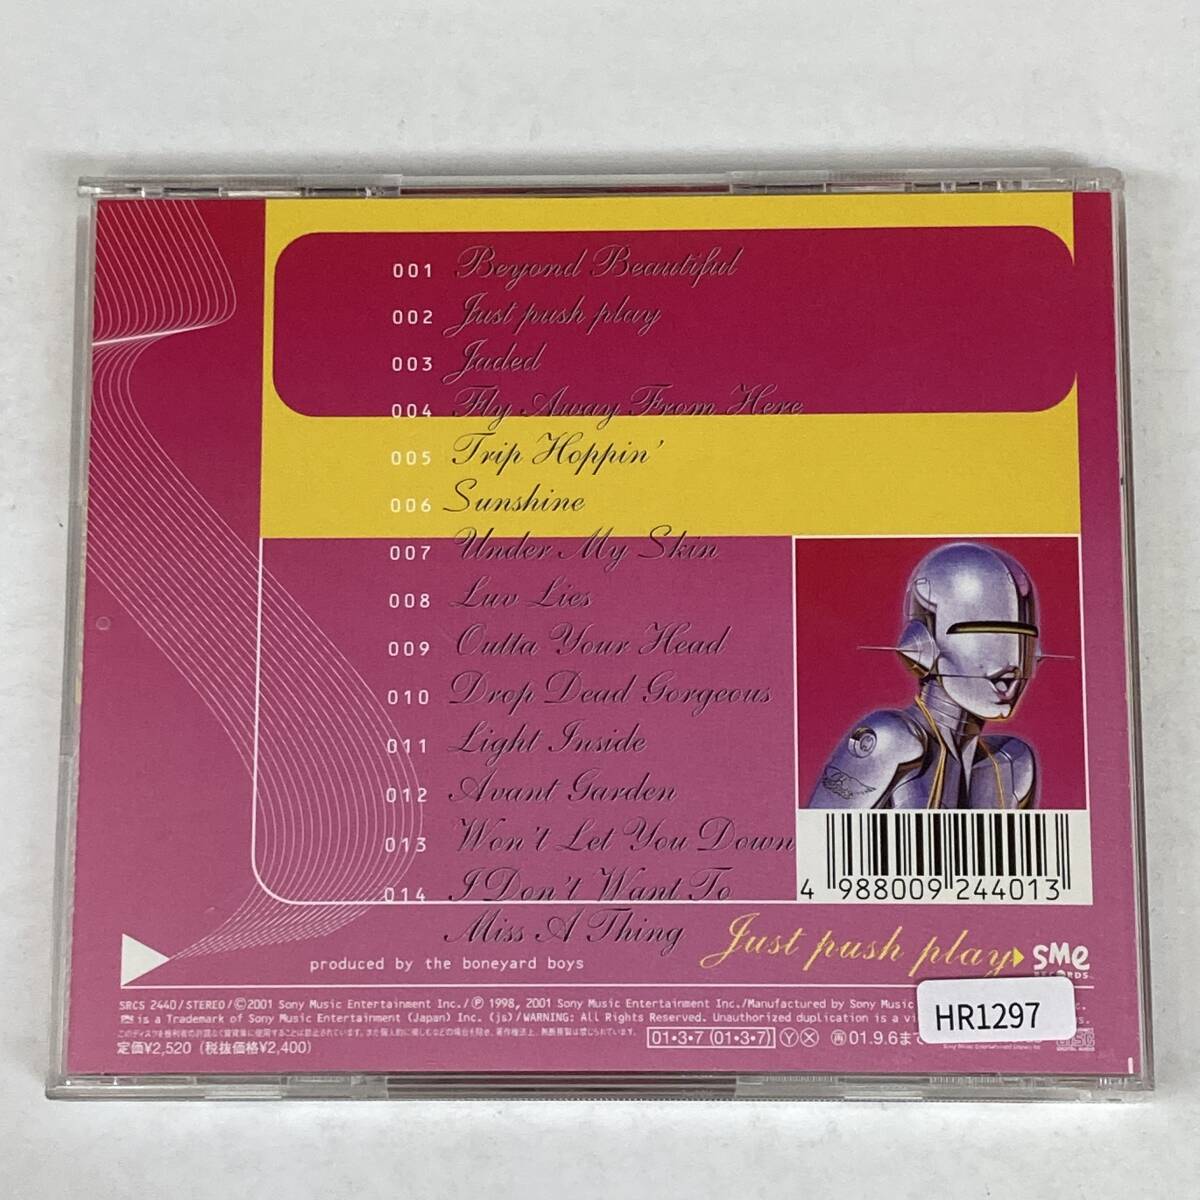 001 Beyond Beautiful
002 Just push play
003 Jaded
004 Fly Away From Here
005 Trip Hoppin'
006 Sunshine
007 Under My Skin
008 Luv Lies
009 Outta Your Head
010 Drop Dead Gorgeous
011 Light Inside
012 Avant Garden
013 Won't Let You Down
014 I Don't Want To
Miss A Thing
4 988009 244013
Just push play
SMe
RECORDS
produced by the boneyard boys
SRCS 2440/STEREO/Ⓒ2001 Sony Music Entertainment Inc./Ⓟ 1998, 2001 Sony Music Entertainment Inc./Manufactured by Sony Music
is a Trademark of Sony Music Entertainment (Japan) Inc. (js)/WARNING: All Rights Reserved. Unauthorized duplication is a
定価¥2,520 (税抜価格¥2,400)
01•3•7 (01•3•7) Ⓨ Ⓧ 再 01.9.6まで
HR1297